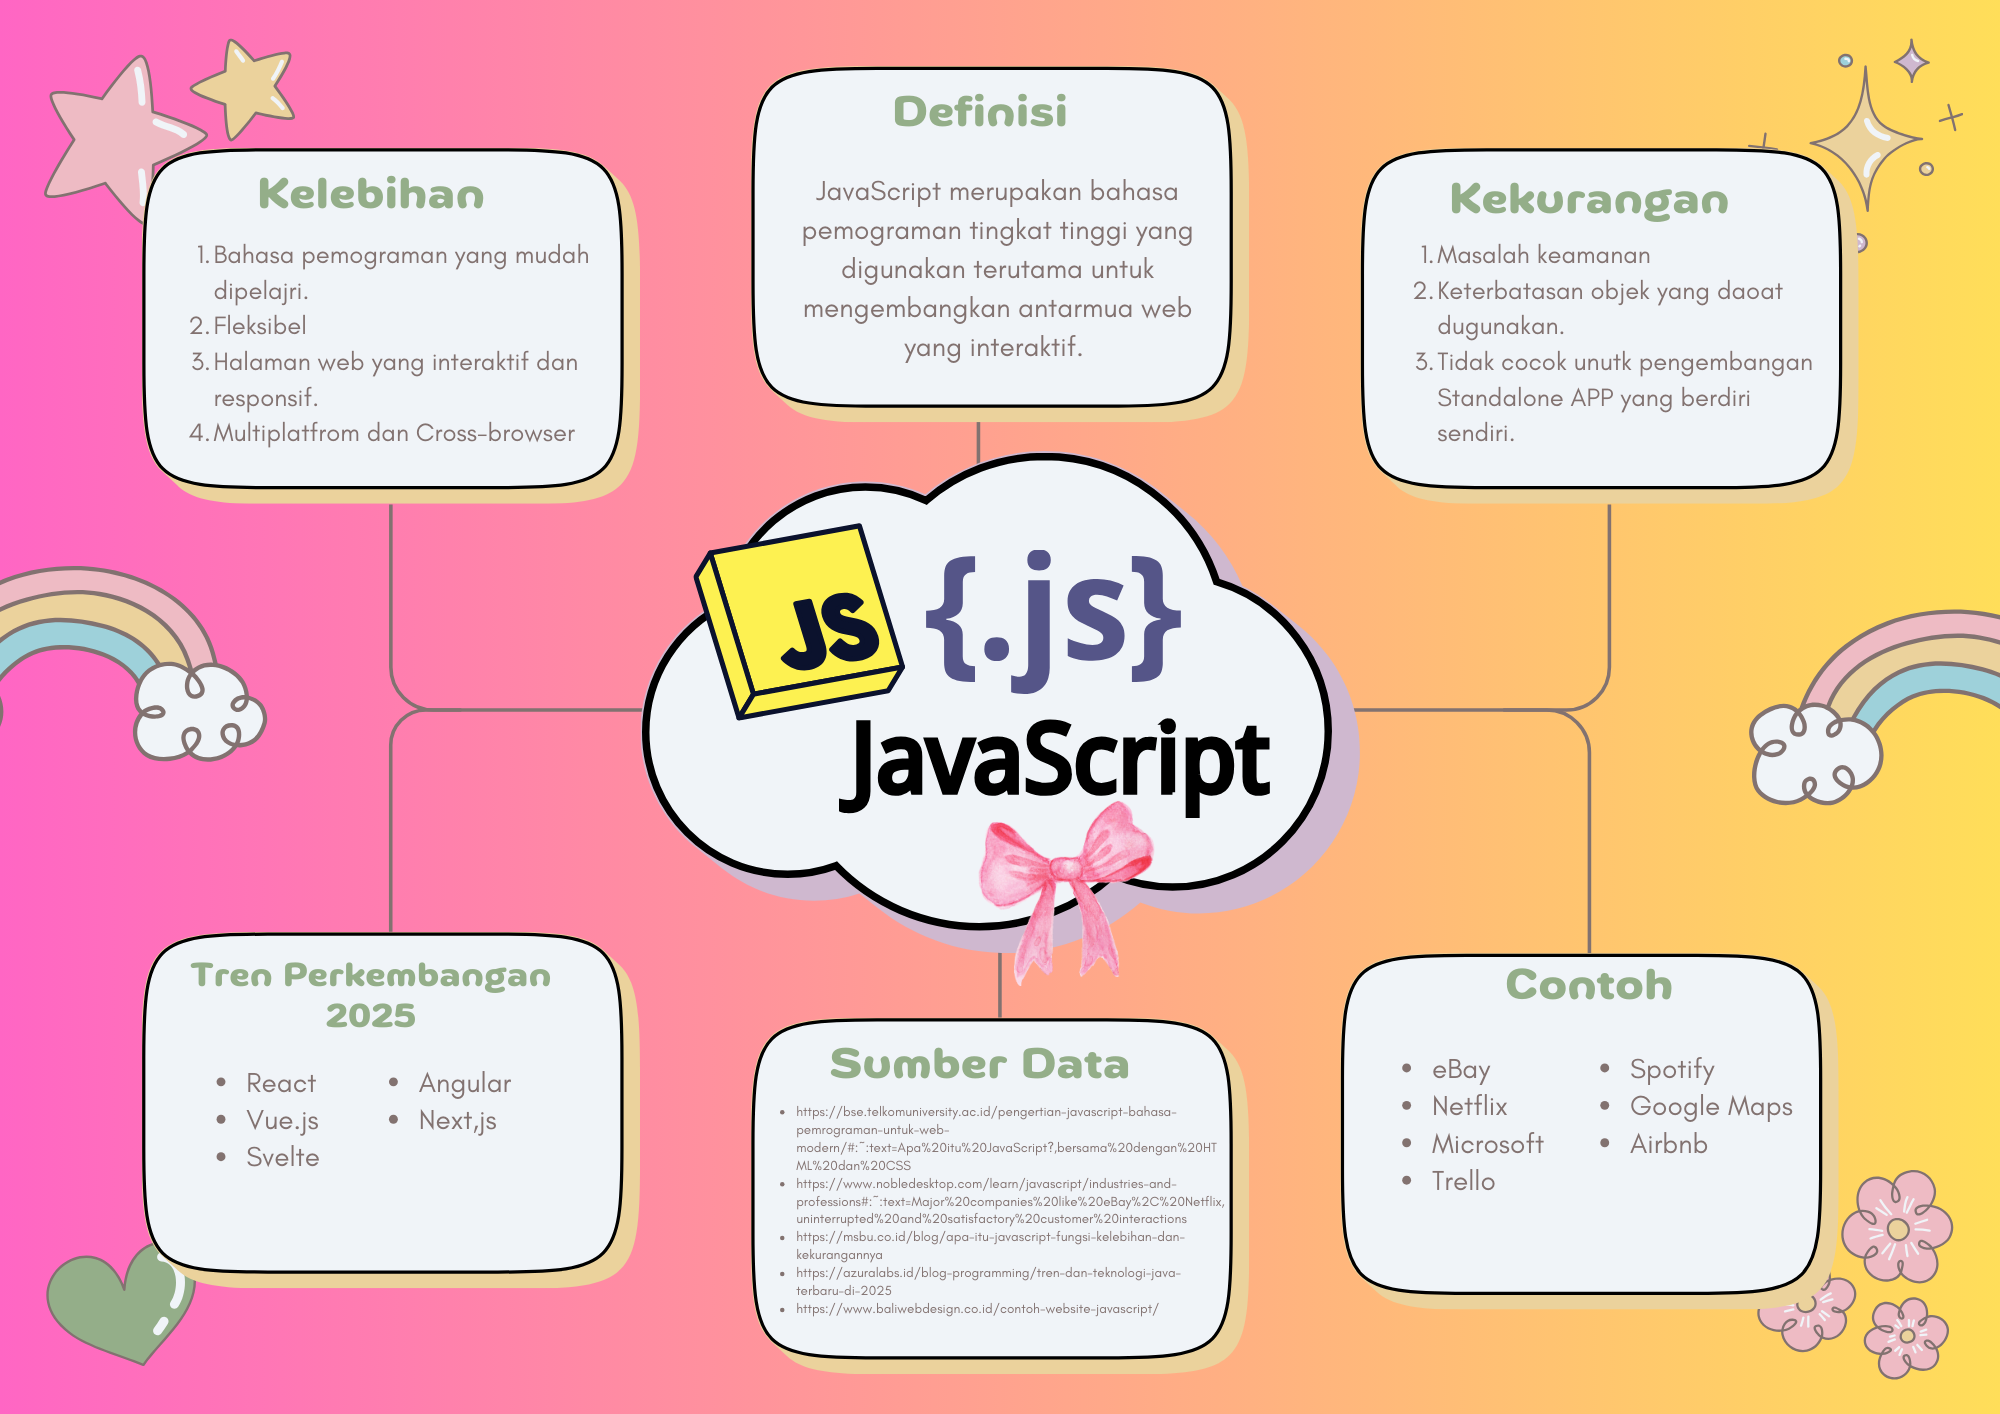 Definisi
JavaScript merupakan bahasa
pemograman tingkat tinggi yang
digunakan terutama untuk
mengembangkan antarmua web
yang interaktif.
Kelebihan
1. Bahasa pemograman yang mudah
dipelajri.
2. Fleksibel
3. Halaman web yang interaktif dan
responsif.
4. Multiplatfrom dan Cross-browser
Kekurangan
1. Masalah keamanan
2. Keterbatasan objek yang daoat
dugunakan.
3. Tidak cocok unutk pengembangan
Standalone APP yang berdiri
sendiri.
JS
{.js}
JavaScript
Tren Perkembangan
2025
• React
• Vue.js
• Svelte
• Angular
• Next,js
Sumber Data
• https://bse.telkomuniversity.ac.id/pengertian-javascript-bahasa-
pemrograman-untuk-web-
modern/#:~:text=Apa%20itu%20JavaScript?,bersama%20dengan%20HT
ML%20dan%20CSS
• https://www.nobledesktop.com/learn/javascript/industries-and-
professions#:~:text=Major%20companies%20like%20eBay%2C%20Netflix,
uninterrupted%20and%20satisfactory%20customer%20interactions
• https://msbu.co.id/blog/apa-itu-javascript-fungsi-kelebihan-dan-
kekurangannya
• https://azuralabs.id/blog-programming/tren-dan-teknologi-java-
terbaru-di-2025
• https://www.baliwebdesign.co.id/contoh-website-javascript/
Contoh
• eBay
• Netflix
• Microsoft
• Trello
• Spotify
• Google Maps
• Airbnb